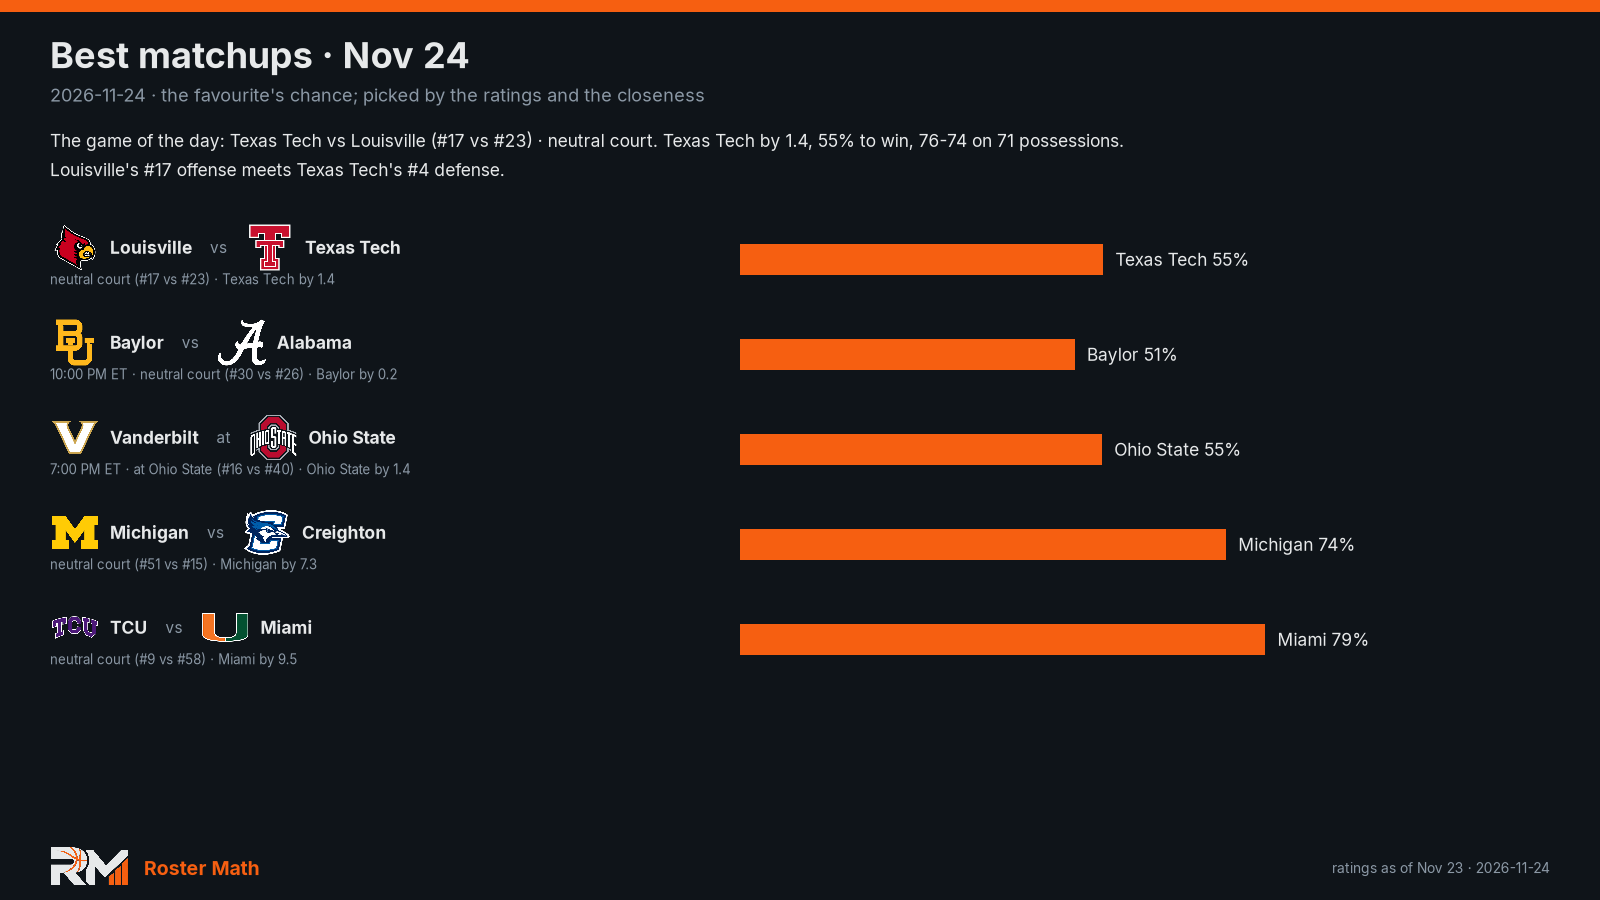 Best matchups · Nov 24
2026-11-24 · the favourite's chance; picked by the ratings and the closeness
The game of the day: Texas Tech vs Louisville (#17 vs #23) · neutral court. Texas Tech by 1.4, 55% to win, 76-74 on 71 possessions.
Louisville's #17 offense meets Texas Tech's #4 defense.
Louisville vs Texas Tech
neutral court (#17 vs #23) · Texas Tech by 1.4
Texas Tech 55%
Baylor vs Alabama
10:00 PM ET · neutral court (#30 vs #26) · Baylor by 0.2
Baylor 51%
Vanderbilt at OHIO STATE Ohio State
7:00 PM ET · at Ohio State (#16 vs #40) · Ohio State by 1.4
Ohio State 55%
Michigan vs Creighton
neutral court (#51 vs #15) · Michigan by 7.3
Michigan 74%
TCU TCU vs Miami
neutral court (#9 vs #58) · Miami by 9.5
Miami 79%
RM Roster Math
ratings as of Nov 23 · 2026-11-24